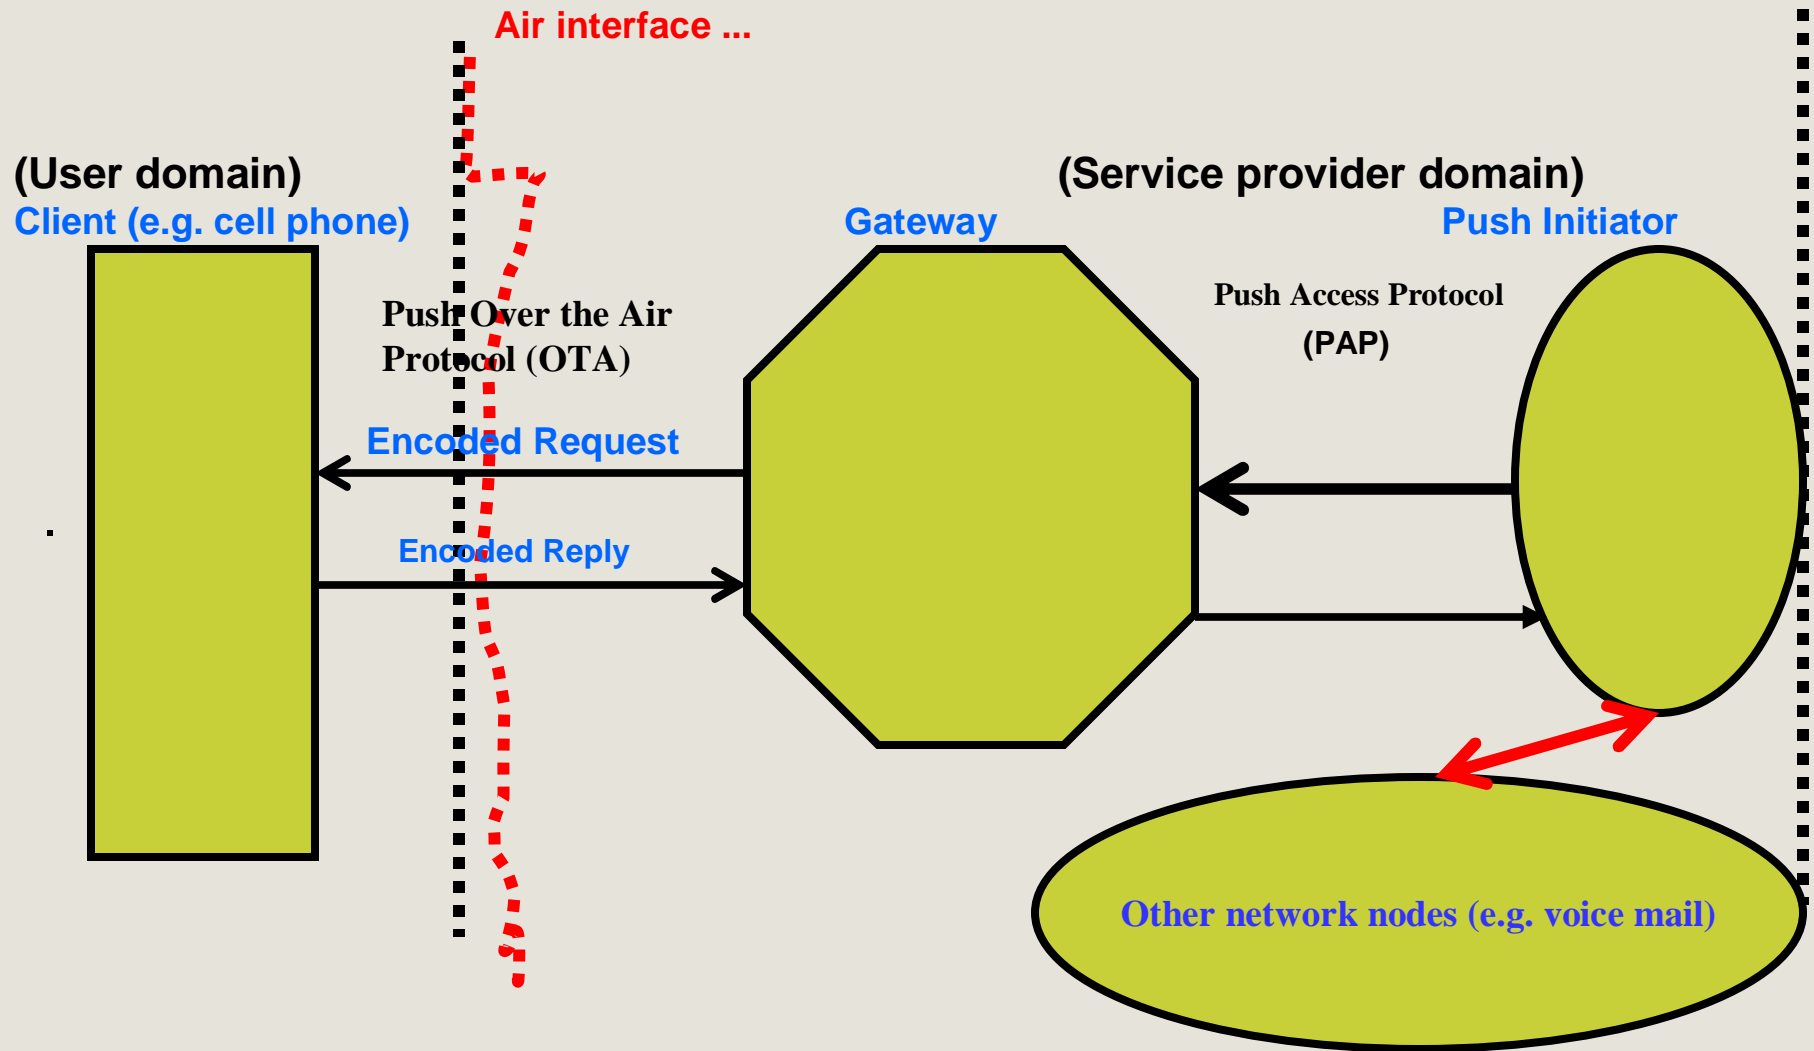 Air interface ...
(User domain)
(Service provider domain)
Client (e.g. cell phone)
Gateway
Push Initiator
Push Over the Air
Protocol (OTA)
Push Access Protocol
(PAP)
Encoded Request
Encoded Reply
Other network nodes (e.g. voice mail)